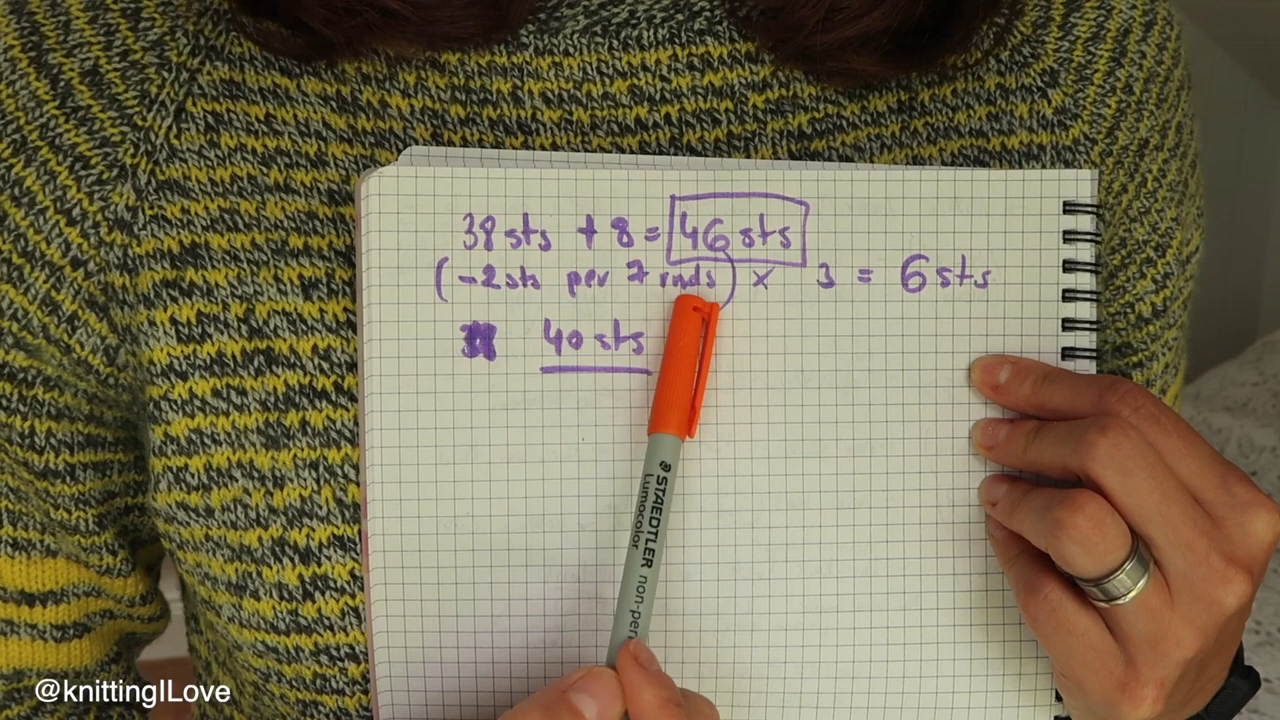 38 sts + 8 = 46 sts
(-2 sts per 7 rnds) x 3 = 6 sts
40 sts
STAEDTLER
Lumocolor non-per
@knittingILove